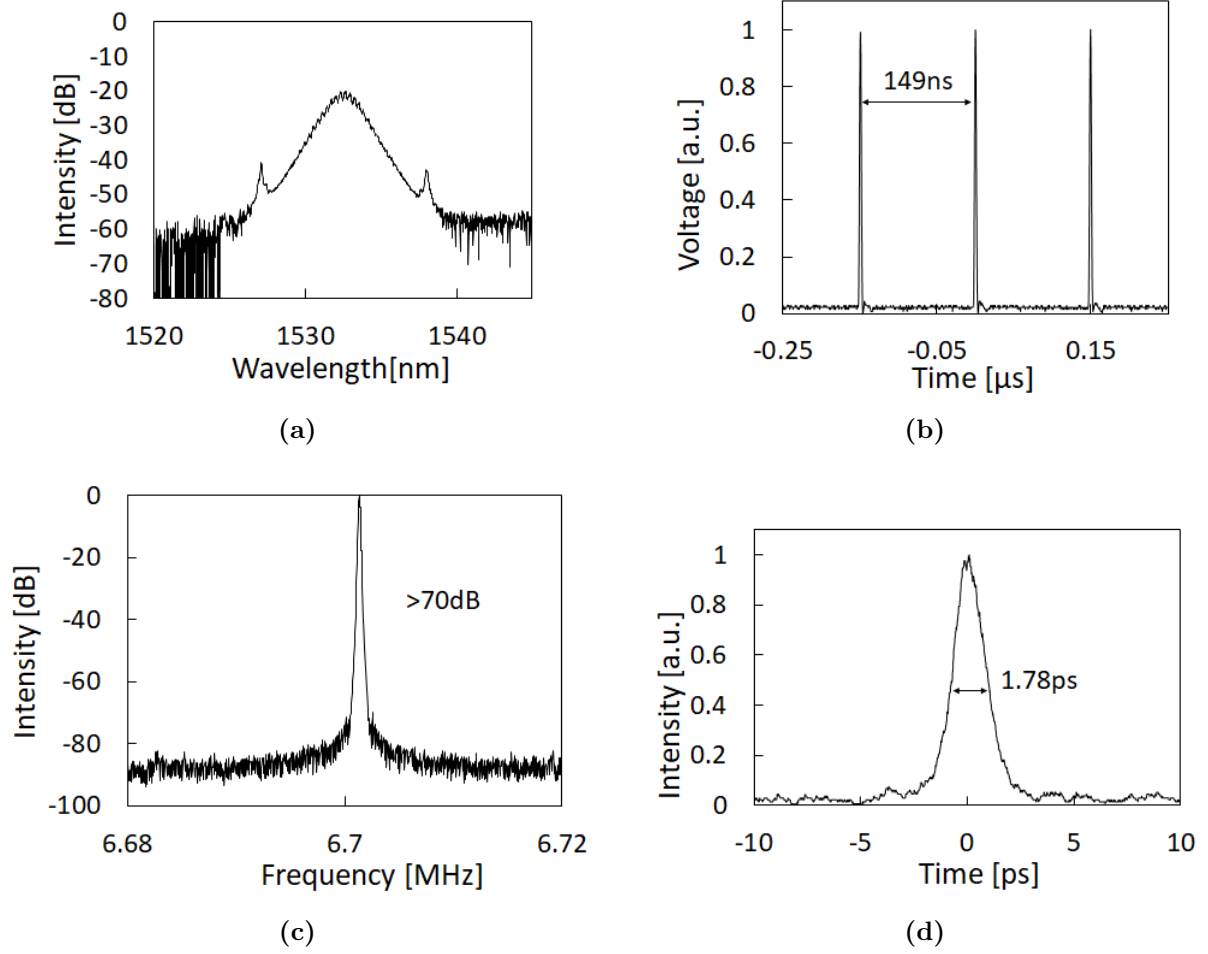 0
-10
-20
-30
-40
-50
-60
-70
-80
Intensity [dB]
1520 1530 1540
Wavelength[nm]
(a)
1
0.8
0.6
0.4
0.2
0
Voltage [a.u.]
149ns
-0.25 -0.05 0.15
Time [µs]
(b)
0
-20
-40
-60
-80
-100
Intensity [dB]
>70dB
6.68 6.7 6.72
Frequency [MHz]
(c)
1
0.8
0.6
0.4
0.2
0
Intensity [a.u.]
1.78ps
-10 -5 0 5 10
Time [ps]
(d)